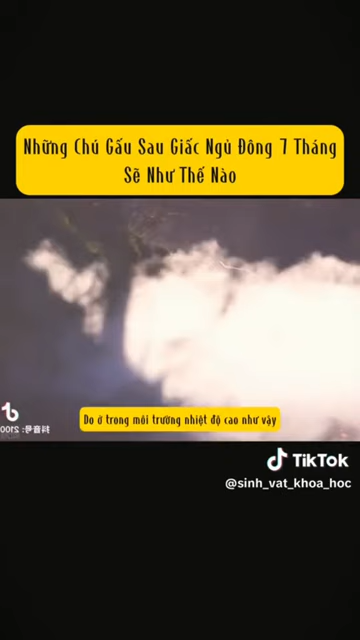 Những Chú Gấu Sau Giấc Ngủ Đông 7 Tháng
Sẽ Như Thế Nào
Do ở trong môi trường nhiệt độ cao như vậy
TikTok
@sinh_vat_khoa_hoc